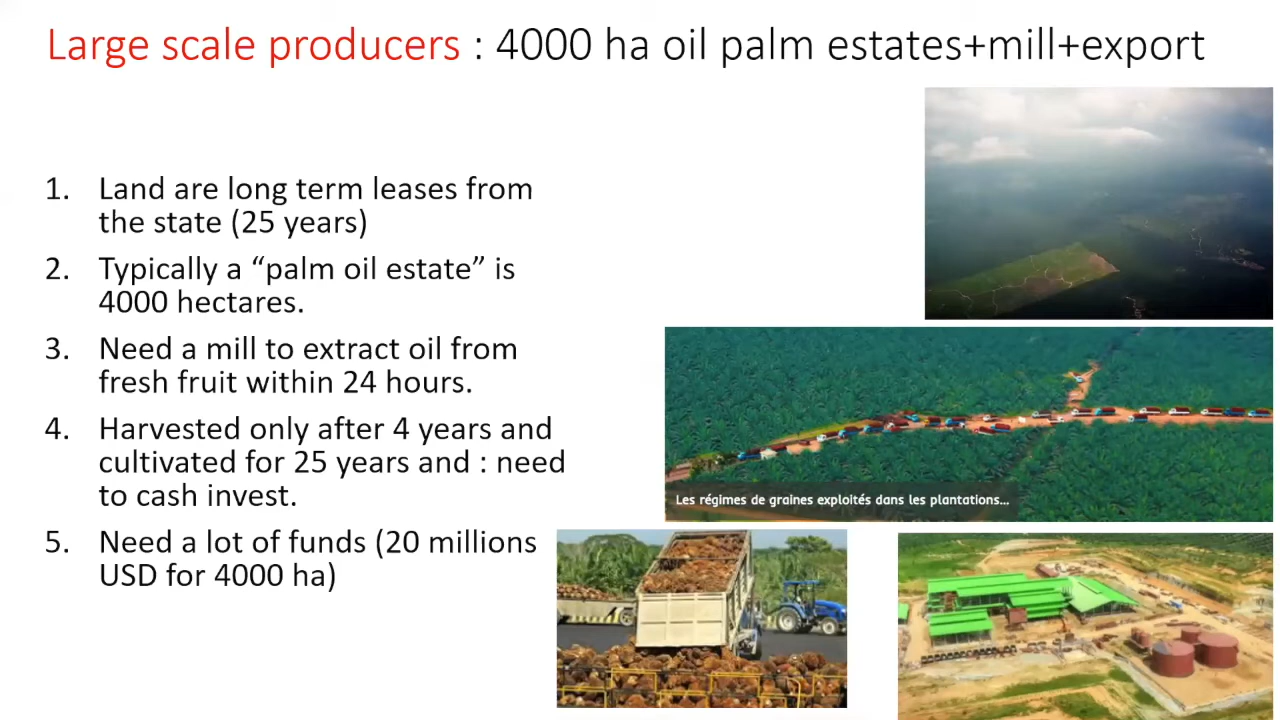 Large scale producers : 4000 ha oil palm estates+mill+export
1. Land are long term leases from
the state (25 years)
2. Typically a “palm oil estate” is
4000 hectares.
3. Need a mill to extract oil from
fresh fruit within 24 hours.
4. Harvested only after 4 years and
cultivated for 25 years and : need
to cash invest.
5. Need a lot of funds (20 millions
USD for 4000 ha)
Les régimes de graines exploités dans les plantations...